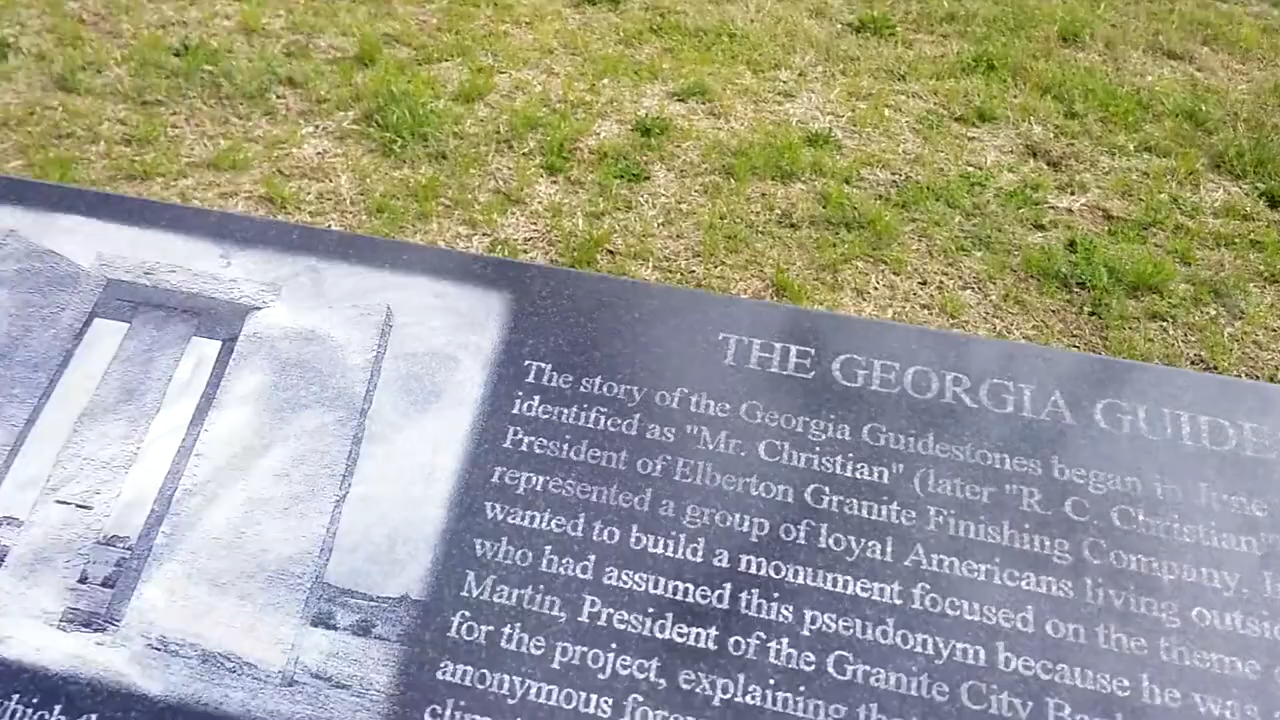 THE GEORGIA GUIDE
The story of the Georgia Guidestones began in June
identified as "Mr. Christian" (later "R. C. Christian"
President of Elberton Granite Finishing Company.
represented a group of loyal Americans living outsi
wanted to build a monument focused on the theme
who had assumed this pseudonym because he was
Martin, President of the Granite City Ba
for the project, explaining tha
anonymous forev
which th